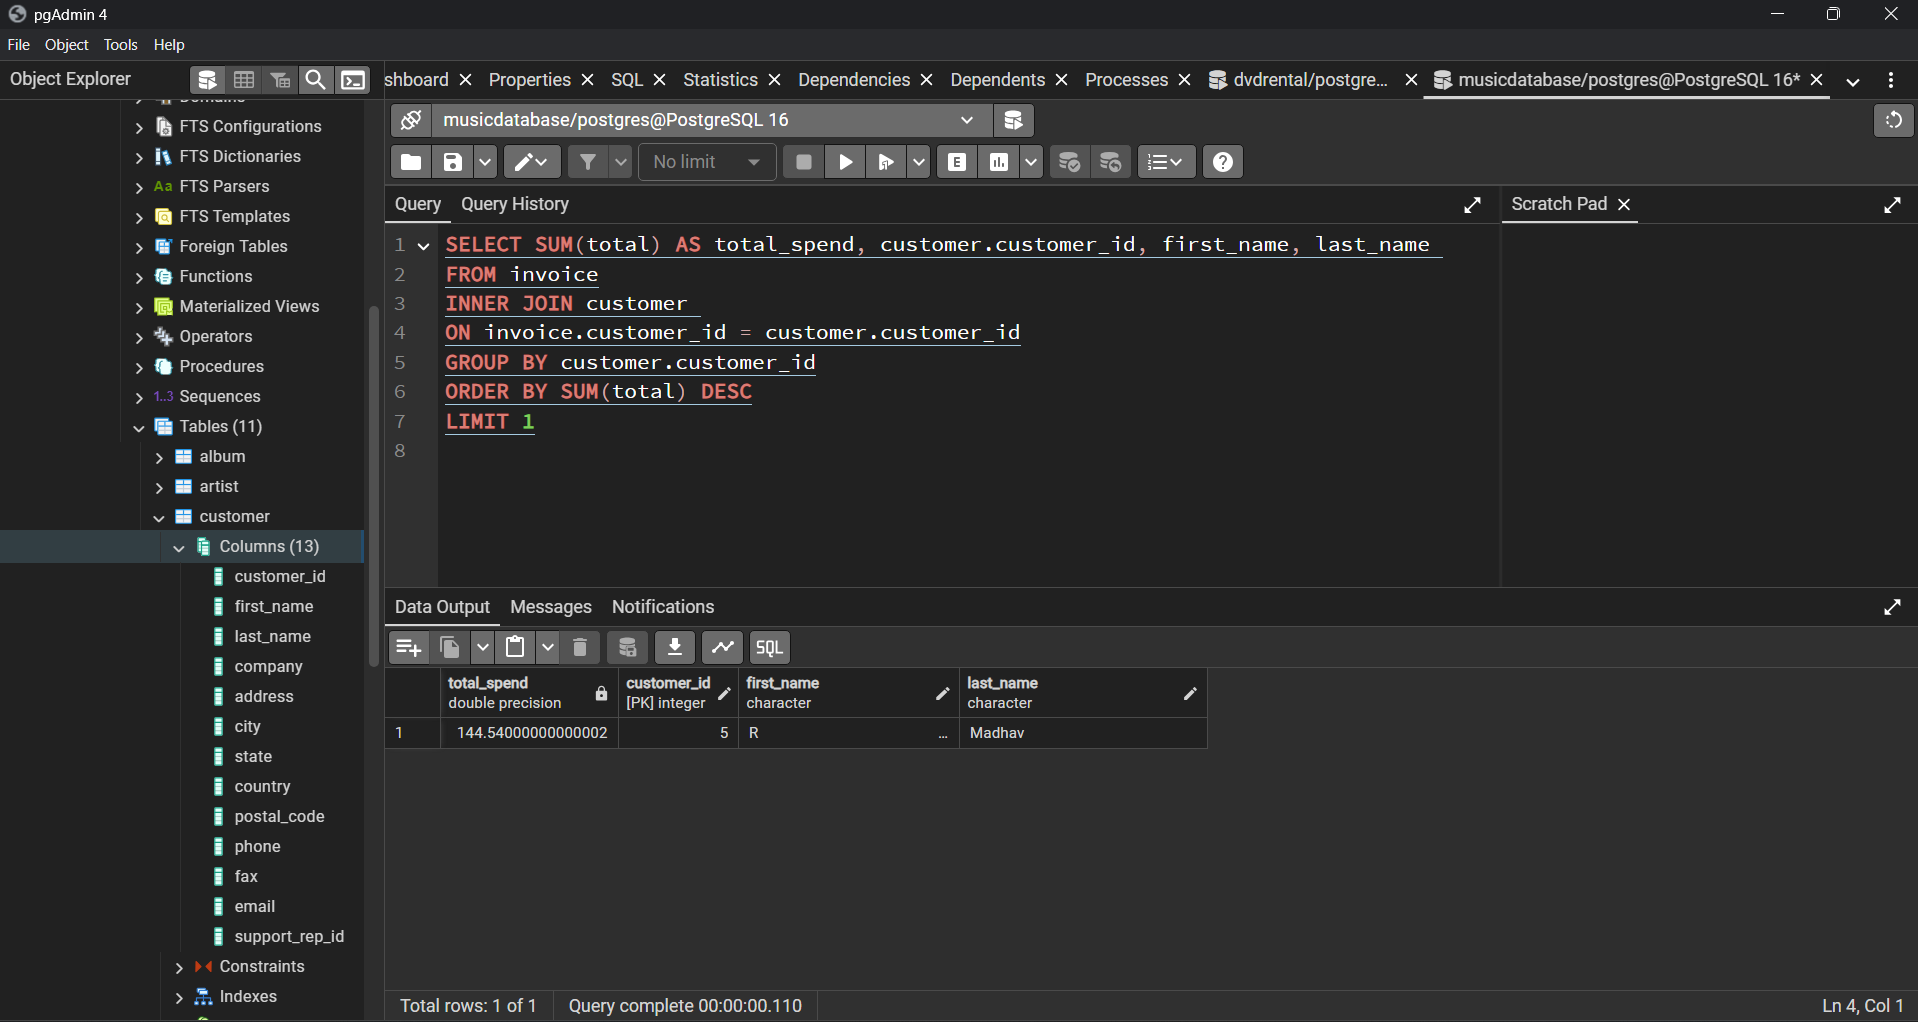 pgAdmin 4
File Object Tools Help
Object Explorer
shboard Properties SQL Statistics Dependencies Dependents Processes dvdrental/postgre... musicdatabase/postgres@PostgreSQL 16*
musicdatabase/postgres@PostgreSQL 16
No limit
E
Query Query History
Scratch Pad
1 SELECT SUM(total) AS total_spend, customer.customer_id, first_name, last_name
2 FROM invoice
3 INNER JOIN customer
4 ON invoice.customer_id = customer.customer_id
5 GROUP BY customer.customer_id
6 ORDER BY SUM(total) DESC
7 LIMIT 1
8
Domains
FTS Configurations
FTS Dictionaries
Aa FTS Parsers
FTS Templates
Foreign Tables
Functions
Materialized Views
Operators
Procedures
1..3 Sequences
Tables (11)
album
artist
customer
Columns (13)
customer_id
first_name
last_name
company
address
city
state
country
postal_code
phone
fax
email
support_rep_id
Constraints
Indexes
Data Output Messages Notifications
SQL
total_spend customer_id first_name last_name
double precision [PK] integer character character
1 144.54000000000002 5 R ... Madhav
Total rows: 1 of 1 Query complete 00:00:00.110 Ln 4, Col 1